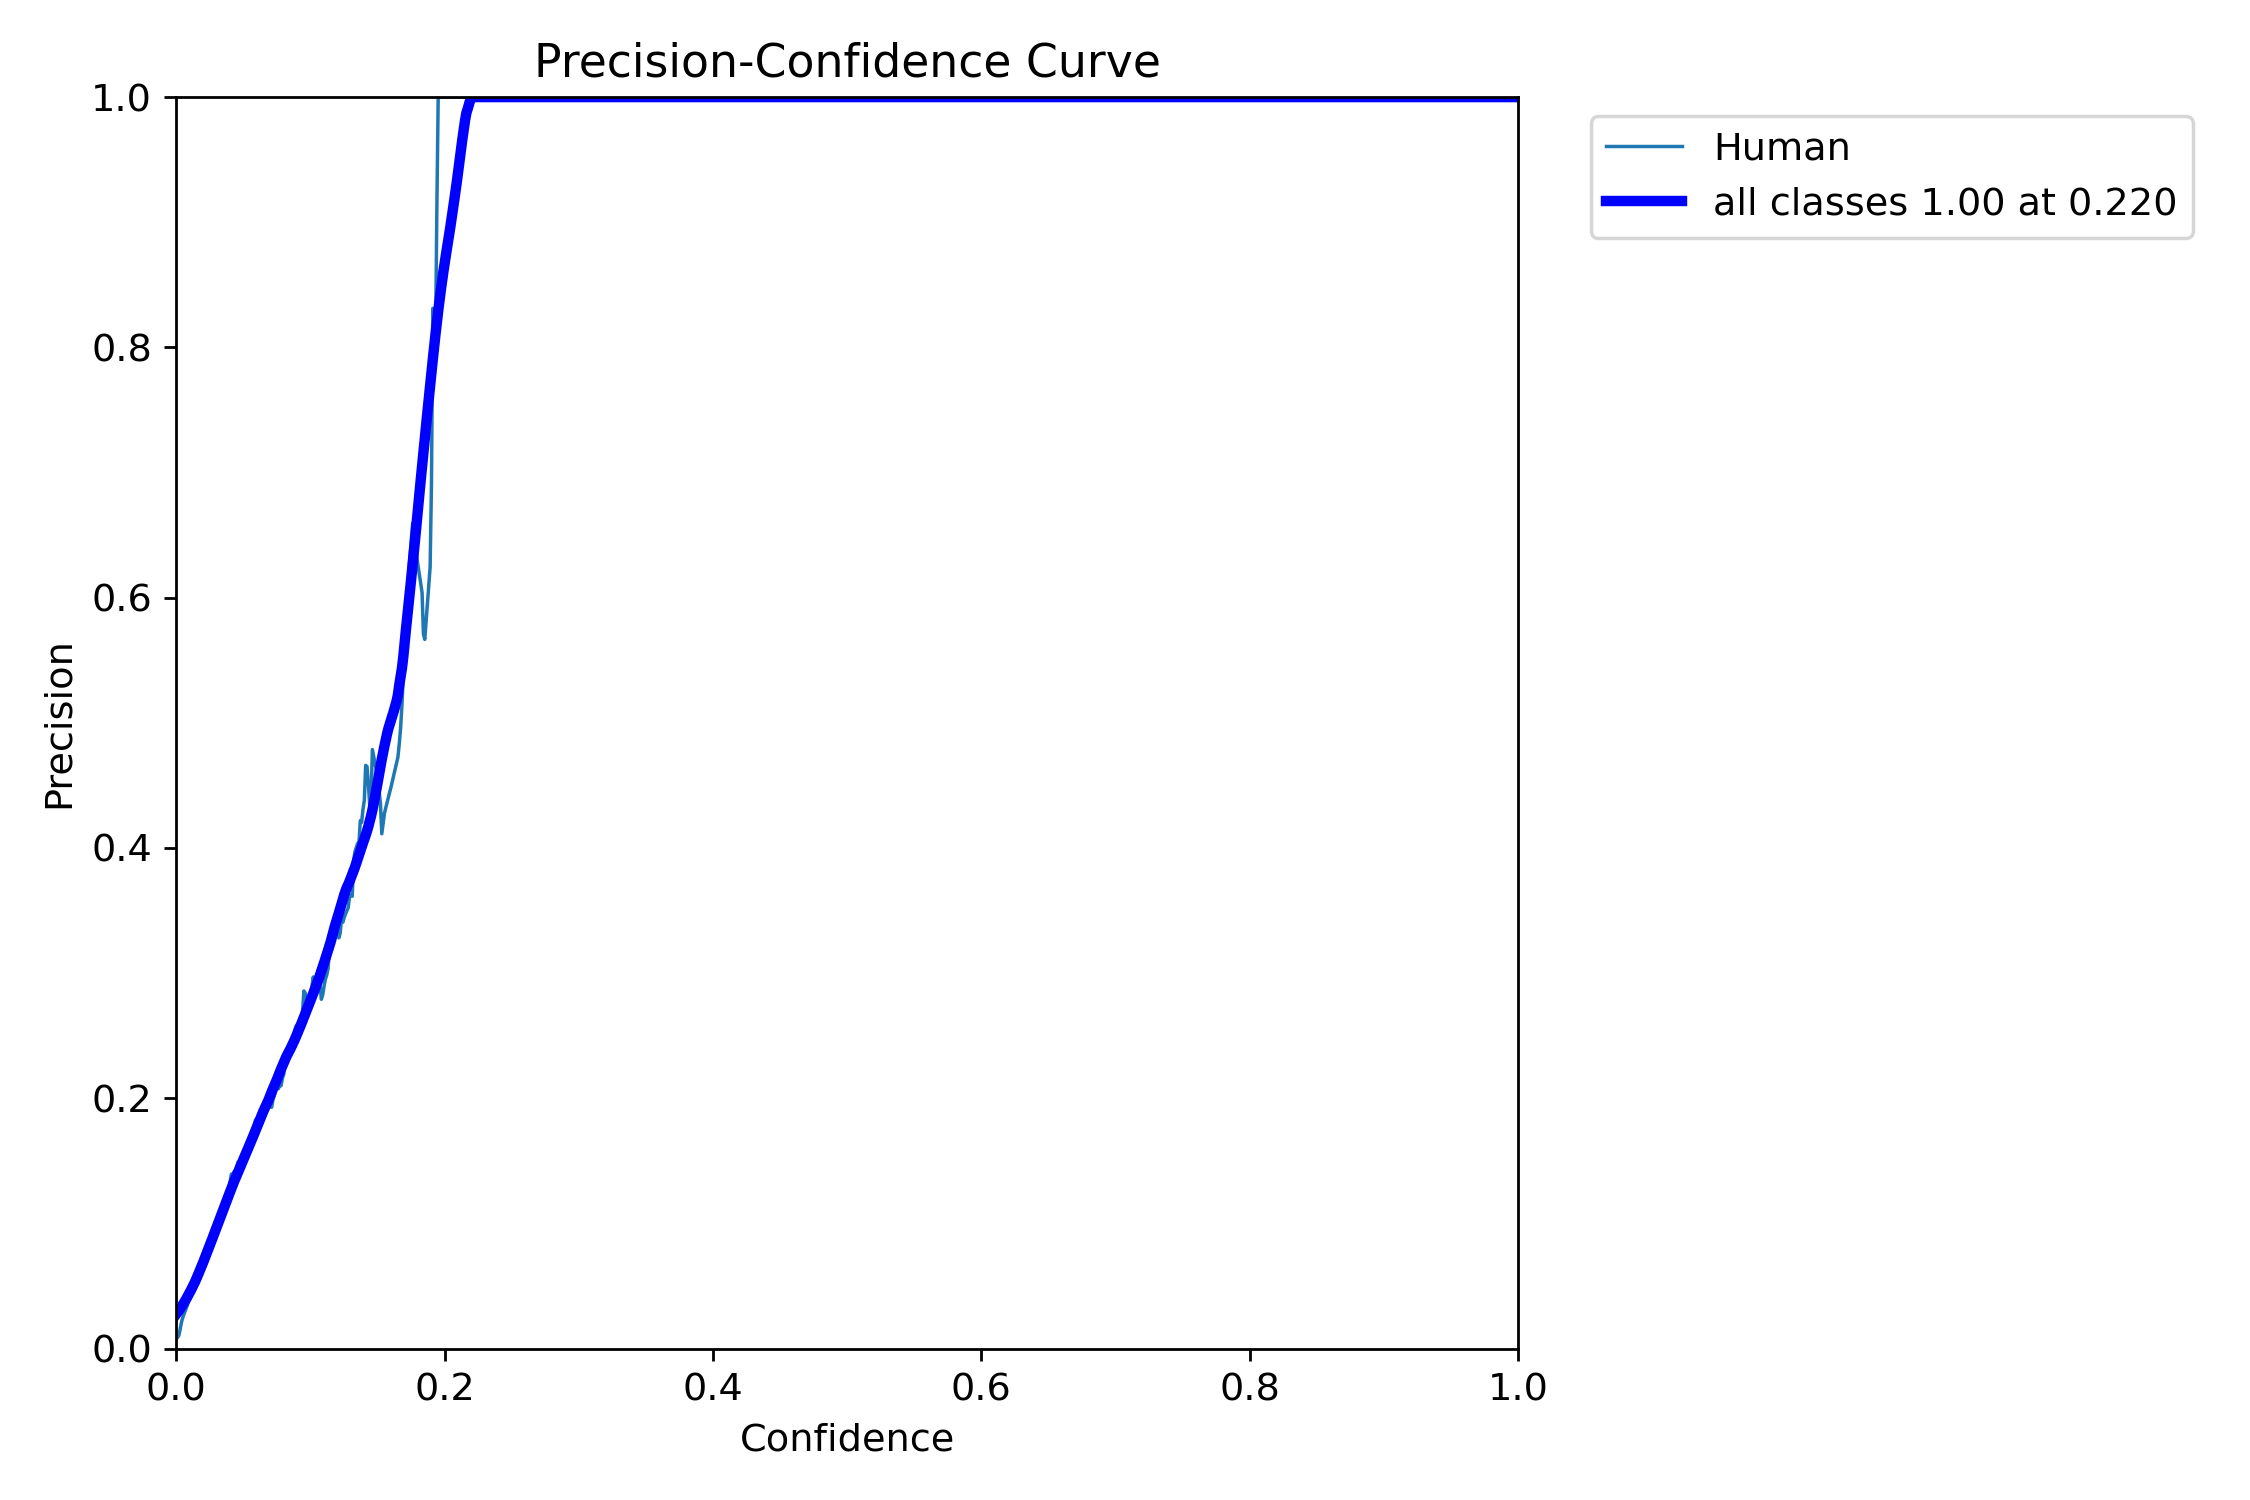 Precision-Confidence Curve
1.0
0.8
0.6
0.4
0.2
0.0
Precision
0.0 0.2 0.4 0.6 0.8 1.0
Confidence
Human
all classes 1.00 at 0.220